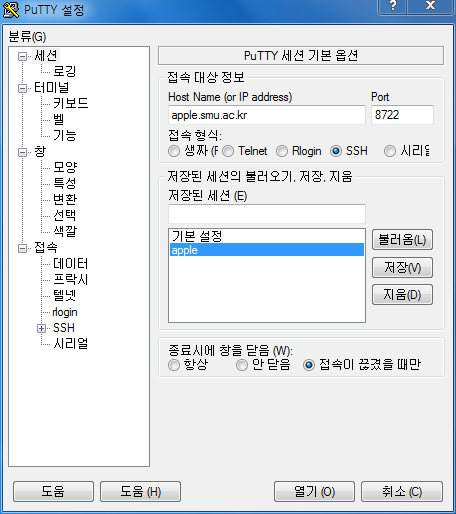 PuTTY 설정
분류(G)
세션
로깅
터미널
키보드
벨
기능
창
모양
특성
변환
선택
색깔
접속
데이터
프락시
텔넷
rlogin
SSH
시리얼
PuTTY 세션 기본 옵션
접속 대상 정보
Host Name (or IP address) Port
apple.smu.ac.kr 8722
접속 형식:
생짜 (F Telnet Rlogin SSH 시리얼
저장된 세션의 불러오기, 저장, 지움
저장된 세션 (E)
기본 설정
apple
불러옴(L)
저장(V)
지움(D)
종료시에 창을 닫음 (W):
항상 안 닫음 접속이 끊겼을 때만
도움 도움 (H) 열기 (O) 취소 (C)